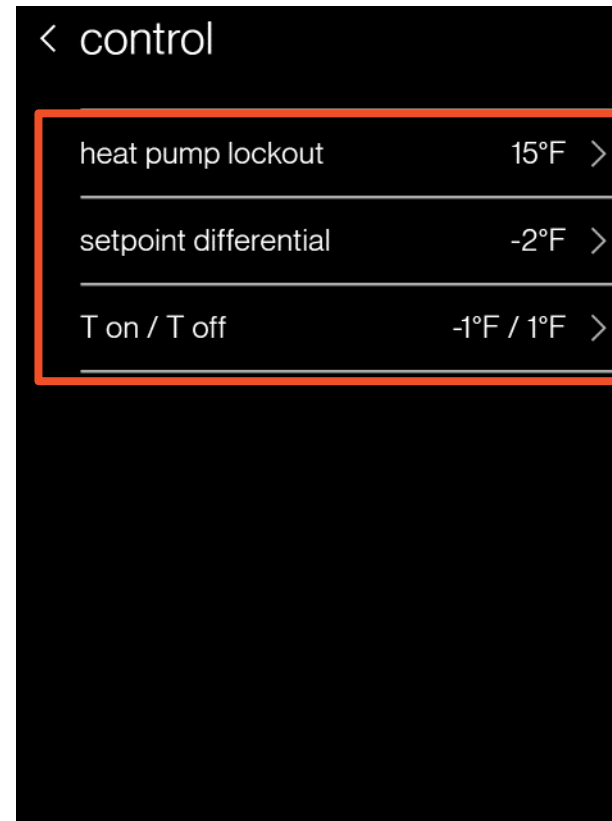 control
heat pump lockout 15°F
setpoint differential -2°F
T on / T off -1°F / 1°F